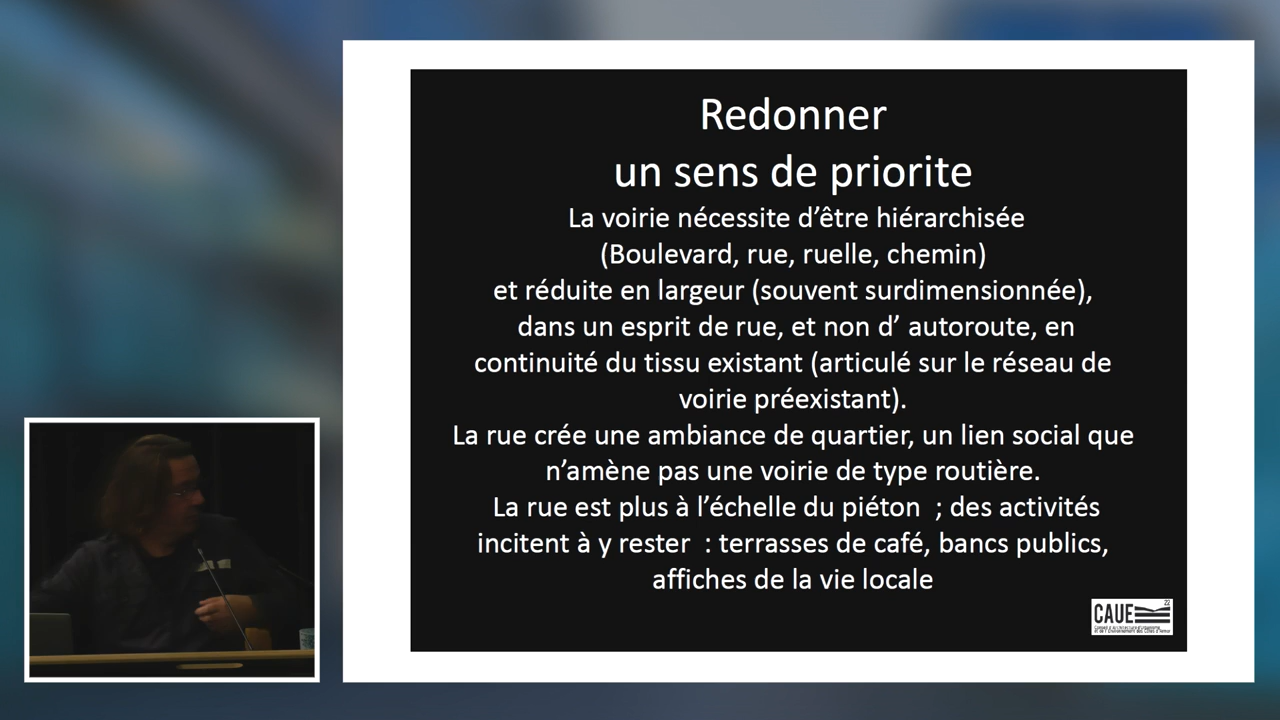 Redonner
un sens de priorite
La voirie nécessite d’être hiérarchisée
(Boulevard, rue, ruelle, chemin)
et réduite en largeur (souvent surdimensionnée),
dans un esprit de rue, et non d’ autoroute, en
continuité du tissu existant (articulé sur le réseau de
voirie préexistant).
La rue crée une ambiance de quartier, un lien social que
n’amène pas une voirie de type routière.
La rue est plus à l’échelle du piéton  ; des activités
incitent à y rester  : terrasses de café, bancs publics,
affiches de la vie locale
22
CAUE